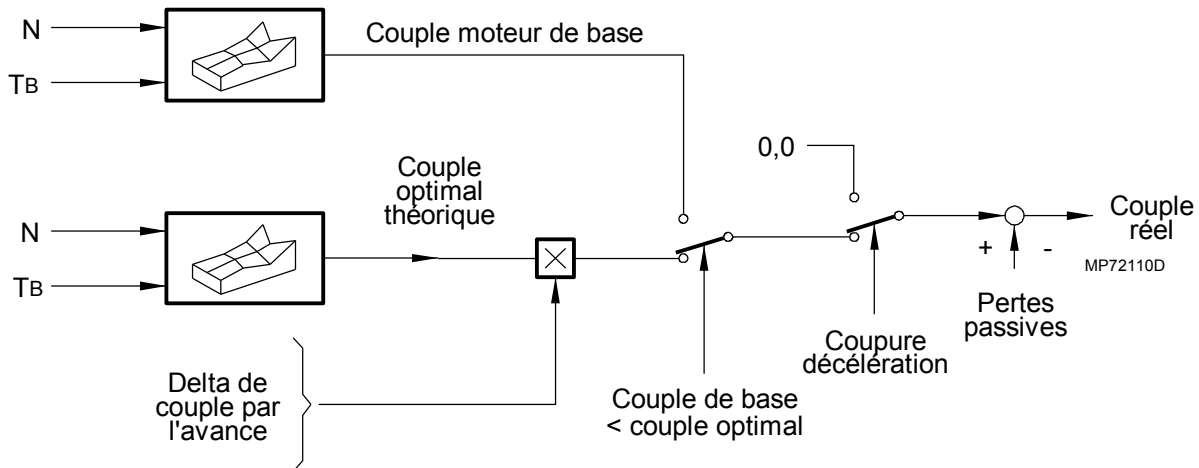 N
TB
Couple moteur de base
0,0
Couple
optimal
théorique
N
TB
Couple
réel
+
-
MP72110D
Pertes
passives
Coupure
décélération
Delta de
couple par
l'avance
Couple de base
< couple optimal